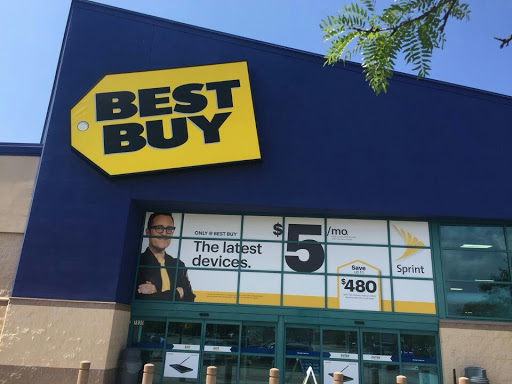 BEST
BUY
ONLY @ BEST BUY
The latest
devices.
$5/mo.
Save
$480
Sprint